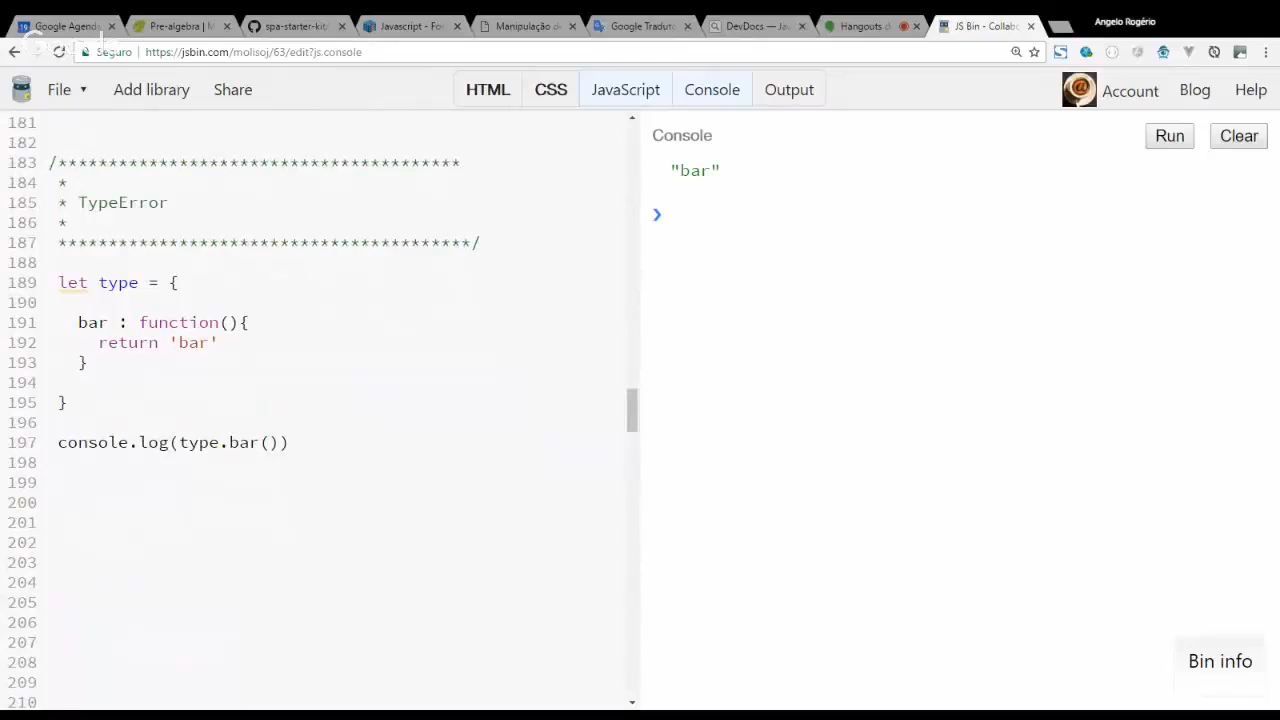 Google Agenda
Pre-algebra | M
spa-starter-kit/
Javascript - Fó
Manipulação d
Google Tradut
DevDocs — Ja
Hangouts d
JS Bin - Collab
Angelo Rogério
Seguro
https://jsbin.com/molisoj/63/edit?js,console
File
Add library
Share
HTML
CSS
JavaScript
Console
Output
Account
Blog
Help
181
182
183 /****************************************
184 *
185 * TypeError
186 *
187 *****************************************/
188
189 let type = {
190
191 bar : function(){
192 return 'bar'
193 }
194
195 }
196
197 console.log(type.bar())
198
199
200
201
202
203
204
205
206
207
208
209
210
Console
Run
Clear
"bar"
Bin info